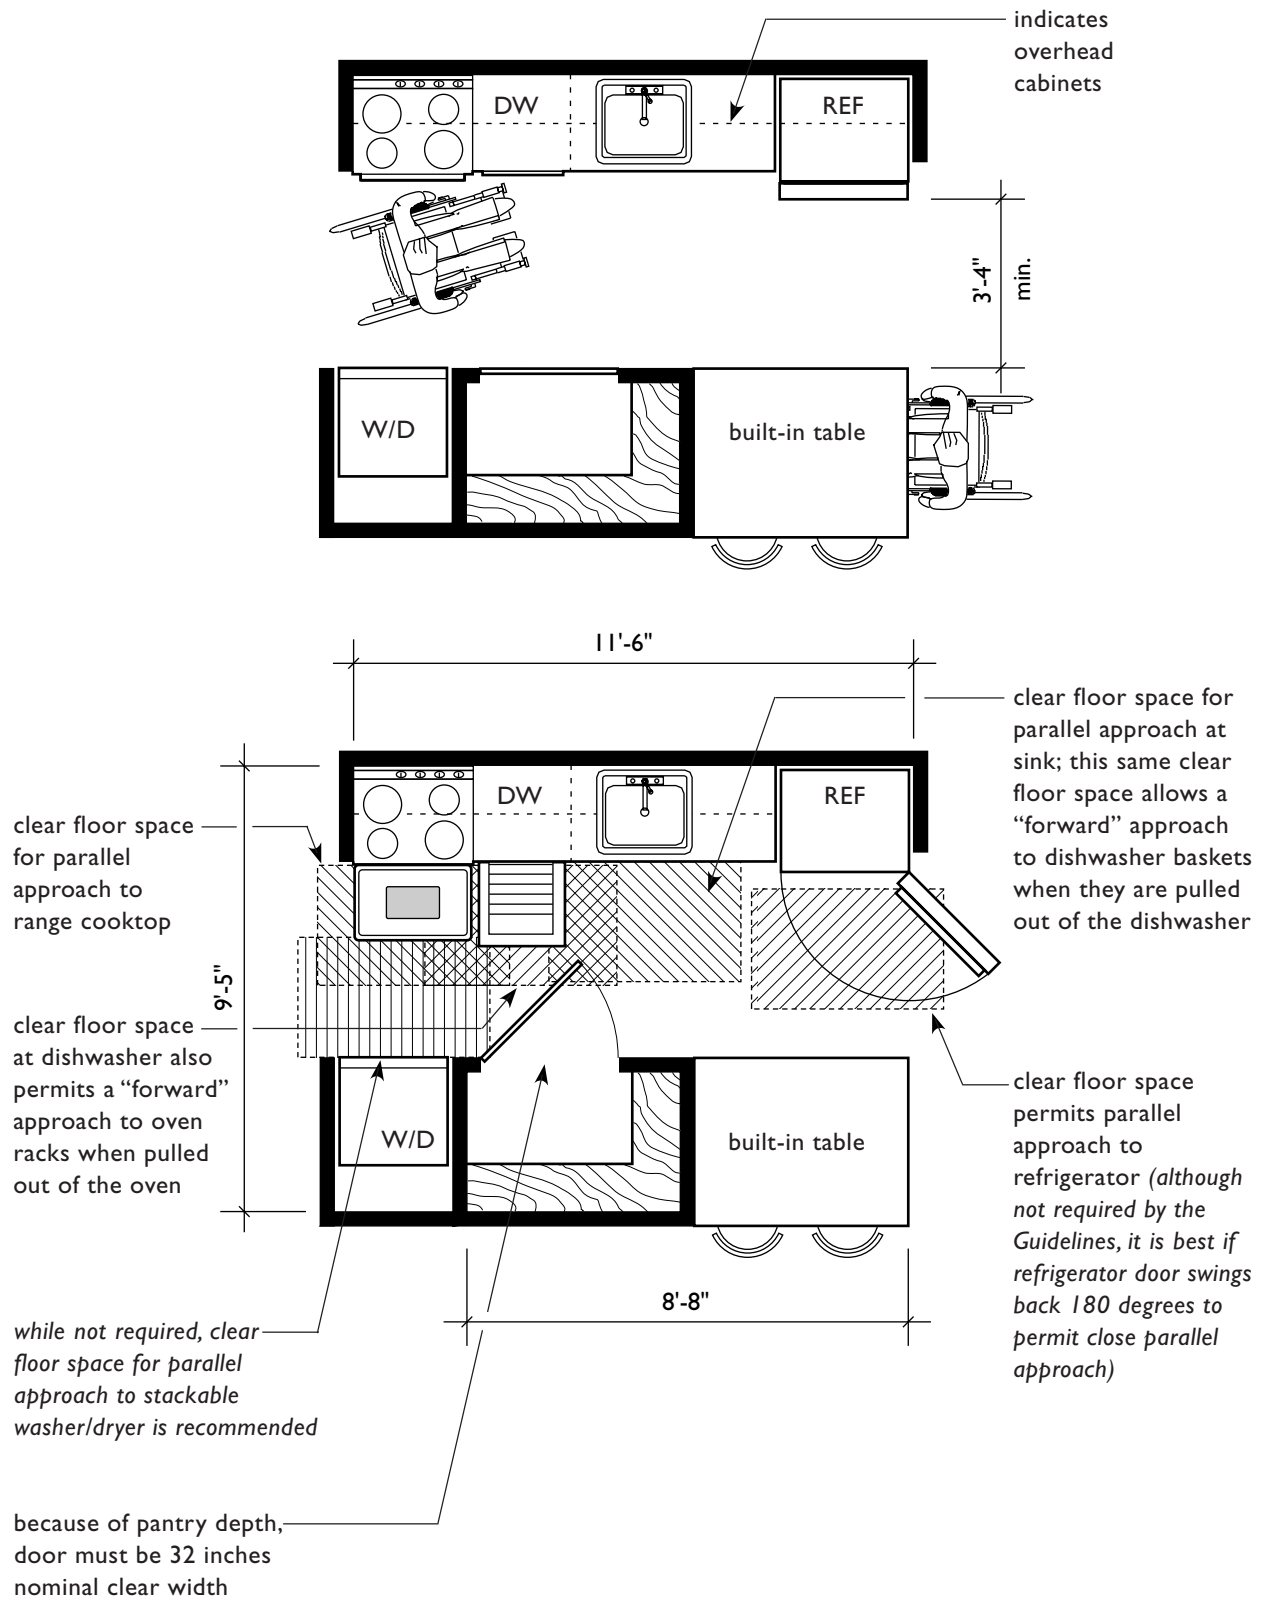 indicates
overhead
cabinets
DW
REF
3'-4"
min.
W/D
built-in table
11'-6"
clear floor space for
parallel approach at
sink; this same clear
floor space allows a
“forward” approach
to dishwasher baskets
when they are pulled
out of the dishwasher
DW
REF
clear floor space
for parallel
approach to
range cooktop
9'-5"
clear floor space
at dishwasher also
permits a “forward”
approach to oven
racks when pulled
out of the oven
W/D
built-in table
clear floor space
permits parallel
approach to
refrigerator (although
not required by the
Guidelines, it is best if
refrigerator door swings
back 180 degrees to
permit close parallel
approach)
8'-8"
while not required, clear
floor space for parallel
approach to stackable
washer/dryer is recommended
because of pantry depth,
door must be 32 inches
nominal clear width